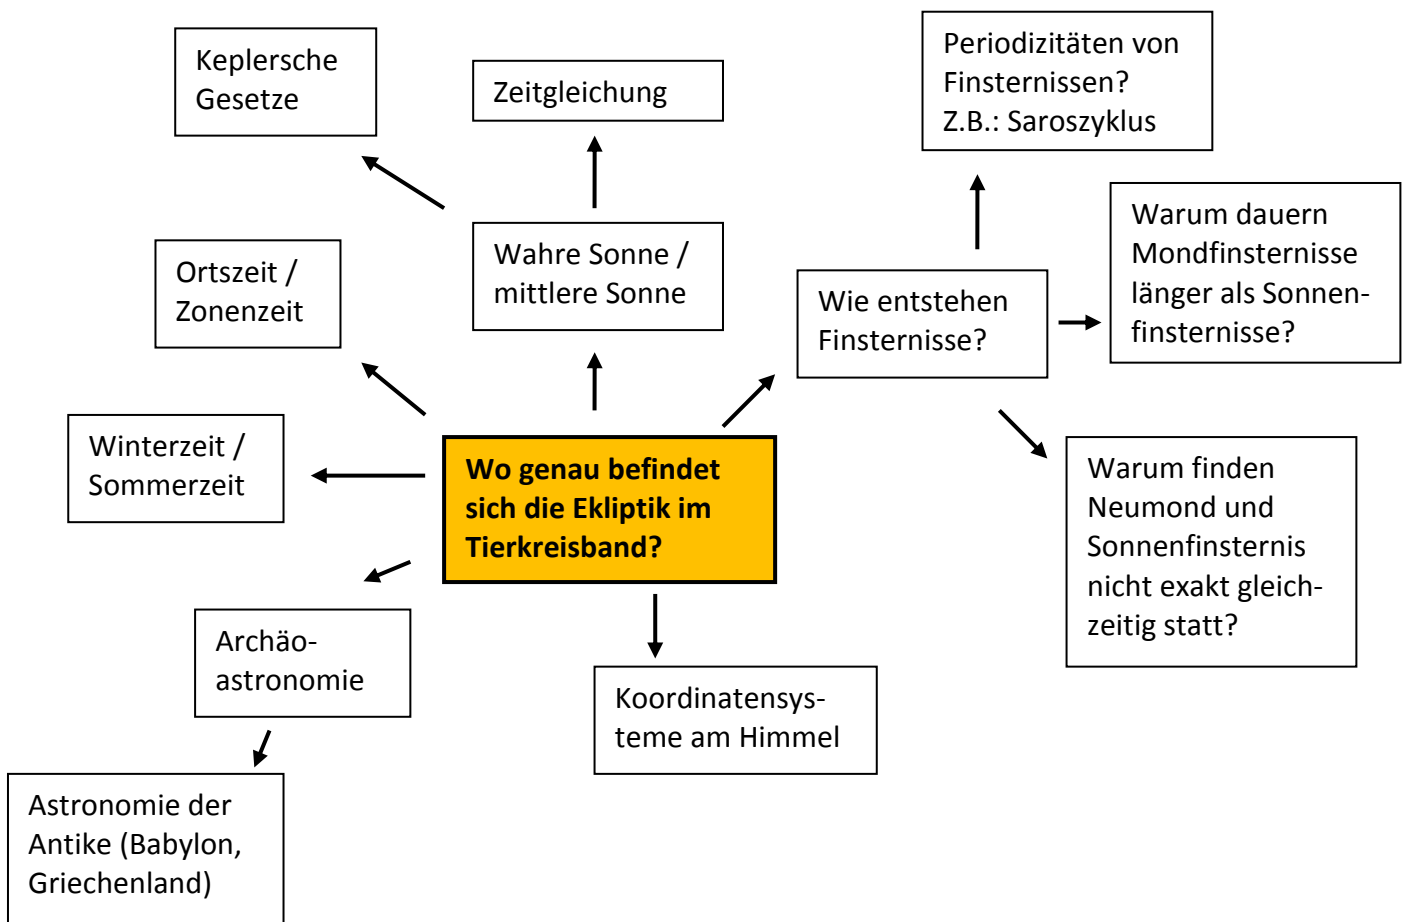 Keplersche
Gesetze
Zeitgleichung
Periodizitäten von
Finsternissen?
Z.B.: Saroszyklus
Ortszeit /
Zonenzeit
Wahre Sonne /
mittlere Sonne
Wie entstehen
Finsternisse?
Warum dauern
Mondfinsternisse
länger als Sonnen-
finsternisse?
Winterzeit /
Sommerzeit
Wo genau befindet
sich die Ekliptik im
Tierkreisband?
Warum finden
Neumond und
Sonnenfinsternis
nicht exakt gleich-
zeitig statt?
Archäo-
astronomie
Koordinatensys-
teme am Himmel
Astronomie der
Antike (Babylon,
Griechenland)